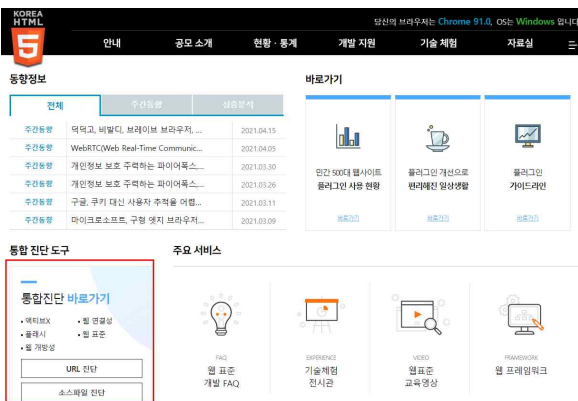 KOREA
HTML
5
당신의 브라우저는 Chrome 91.0, OS는 Windows 입니다
안내 공모 소개 현황·통계 개발 지원 기술 체험 자료실
동향정보
전체 주간동향 심층분석
주간동향 덕덕고, 비발디, 브레이브 브라우저, ... 2021.04.15
주간동향 WebRTC(Web Real-Time Communic... 2021.04.05
주간동향 개인정보 보호 주력하는 파이어폭스,... 2021.03.30
주간동향 개인정보 보호 주력하는 파이어폭스,... 2021.03.26
주간동향 구글, 쿠키 대신 사용자 추적을 어렵... 2021.03.11
주간동향 마이크로소프트, 구형 엣지 브라우저... 2021.03.09
바로가기
민간 500대 웹사이트
플러그인 사용 현황
바로가기
플러그인 개선으로
편리해진 일상생활
바로가기
플러그인
가이드라인
바로가기
통합 진단 도구
통합진단 바로가기
• 액티브X • 웹 연결성
• 플래시 • 웹 표준
• 웹 개방성
URL 진단
소스파일 진단
주요 서비스
FAQ
웹 표준
개발 FAQ
EXPERIENCE
기술체험
전시관
VIDEO
웹표준
교육영상
FRAMEWORK
웹 프레임워크